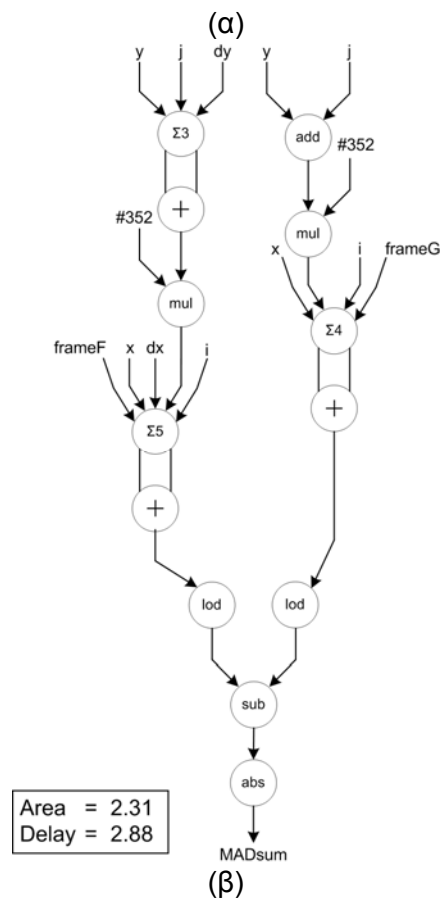 (α)
y j dy y j
Σ3 add
#352
#352 +
mul
x i frameG
mul
Σ4
frameF x dx i
Σ5 +
+
lod lod
sub
abs
Area = 2.31
Delay = 2.88
MADsum
(β)